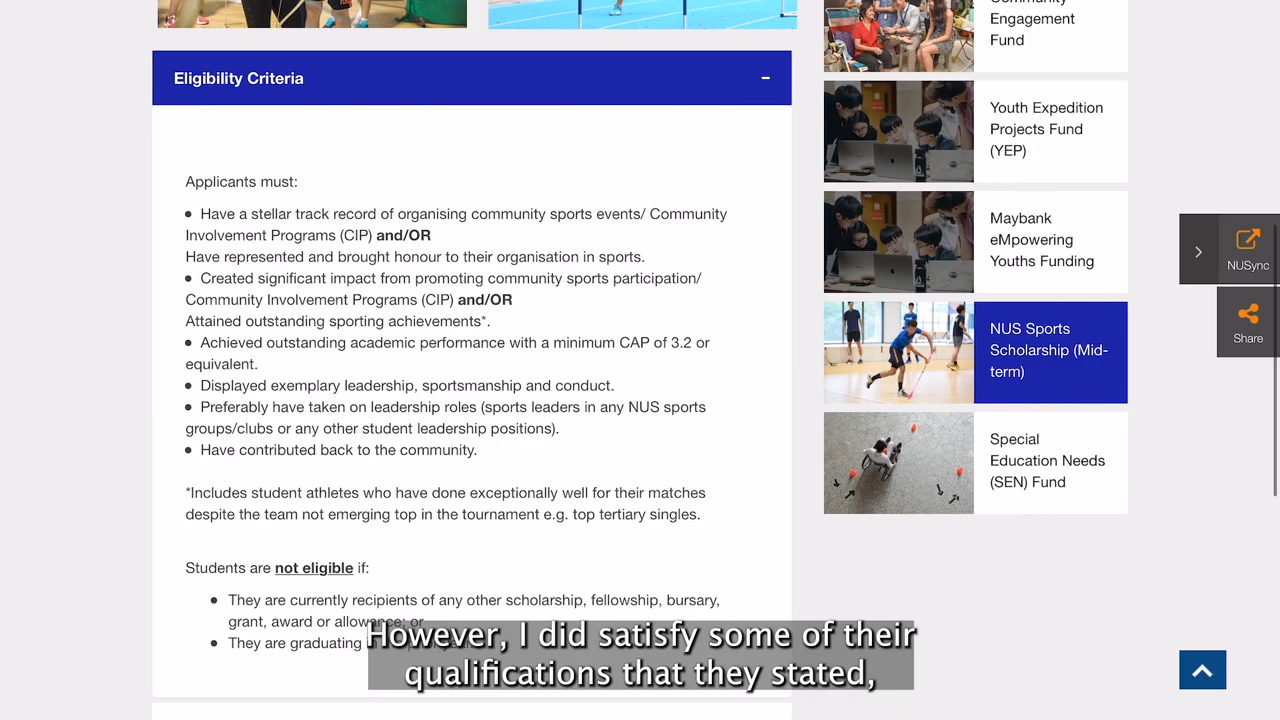 Eligibility Criteria
Applicants must:
● Have a stellar track record of organising community sports events/ Community
Involvement Programs (CIP) and/OR
Have represented and brought honour to their organisation in sports.
● Created significant impact from promoting community sports participation/
Community Involvement Programs (CIP) and/OR
Attained outstanding sporting achievements*.
● Achieved outstanding academic performance with a minimum CAP of 3.2 or
equivalent.
● Displayed exemplary leadership, sportsmanship and conduct.
● Preferably have taken on leadership roles (sports leaders in any NUS sports
groups/clubs or any other student leadership positions).
● Have contributed back to the community.
*Includes student athletes who have done exceptionally well for their matches
despite the team not emerging top in the tournament e.g. top tertiary singles.
Students are not eligible if:
● They are currently recipients of any other scholarship, fellowship, bursary,
grant, award or allowance; or
● They are graduating
However, I did satisfy some of their
qualifications that they stated,
Engagement
Fund
Youth Expedition
Projects Fund
(YEP)
Maybank
eMpowering
Youths Funding
NUS Sports
Scholarship (Mid-
term)
Special
Education Needs
(SEN) Fund
NUSync
Share